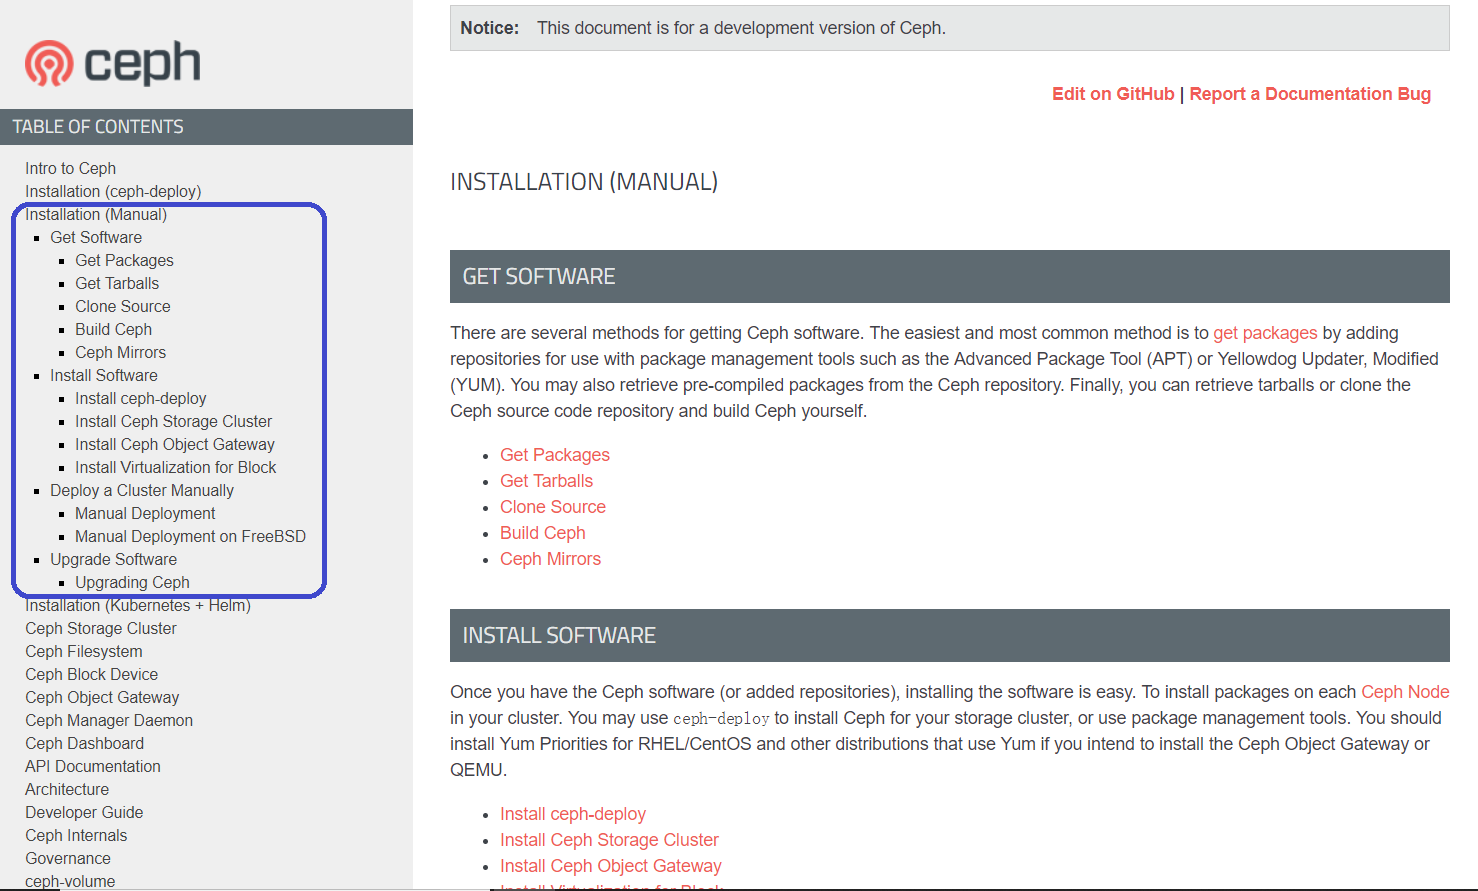 ceph
TABLE OF CONTENTS
Intro to Ceph
Installation (ceph-deploy)
Installation (Manual)
Get Software
Get Packages
Get Tarballs
Clone Source
Build Ceph
Ceph Mirrors
Install Software
Install ceph-deploy
Install Ceph Storage Cluster
Install Ceph Object Gateway
Install Virtualization for Block
Deploy a Cluster Manually
Manual Deployment
Manual Deployment on FreeBSD
Upgrade Software
Upgrading Ceph
Installation (Kubernetes + Helm)
Ceph Storage Cluster
Ceph Filesystem
Ceph Block Device
Ceph Object Gateway
Ceph Manager Daemon
Ceph Dashboard
API Documentation
Architecture
Developer Guide
Ceph Internals
Governance
ceph-volume
Notice: This document is for a development version of Ceph.
Edit on GitHub | Report a Documentation Bug
INSTALLATION (MANUAL)
GET SOFTWARE
There are several methods for getting Ceph software. The easiest and most common method is to get packages by adding
repositories for use with package management tools such as the Advanced Package Tool (APT) or Yellowdog Updater, Modified
(YUM). You may also retrieve pre-compiled packages from the Ceph repository. Finally, you can retrieve tarballs or clone the
Ceph source code repository and build Ceph yourself.
Get Packages
Get Tarballs
Clone Source
Build Ceph
Ceph Mirrors
INSTALL SOFTWARE
Once you have the Ceph software (or added repositories), installing the software is easy. To install packages on each Ceph Node
in your cluster. You may use ceph-deploy to install Ceph for your storage cluster, or use package management tools. You should
install Yum Priorities for RHEL/CentOS and other distributions that use Yum if you intend to install the Ceph Object Gateway or
QEMU.
Install ceph-deploy
Install Ceph Storage Cluster
Install Ceph Object Gateway
Install Virtualization for Block